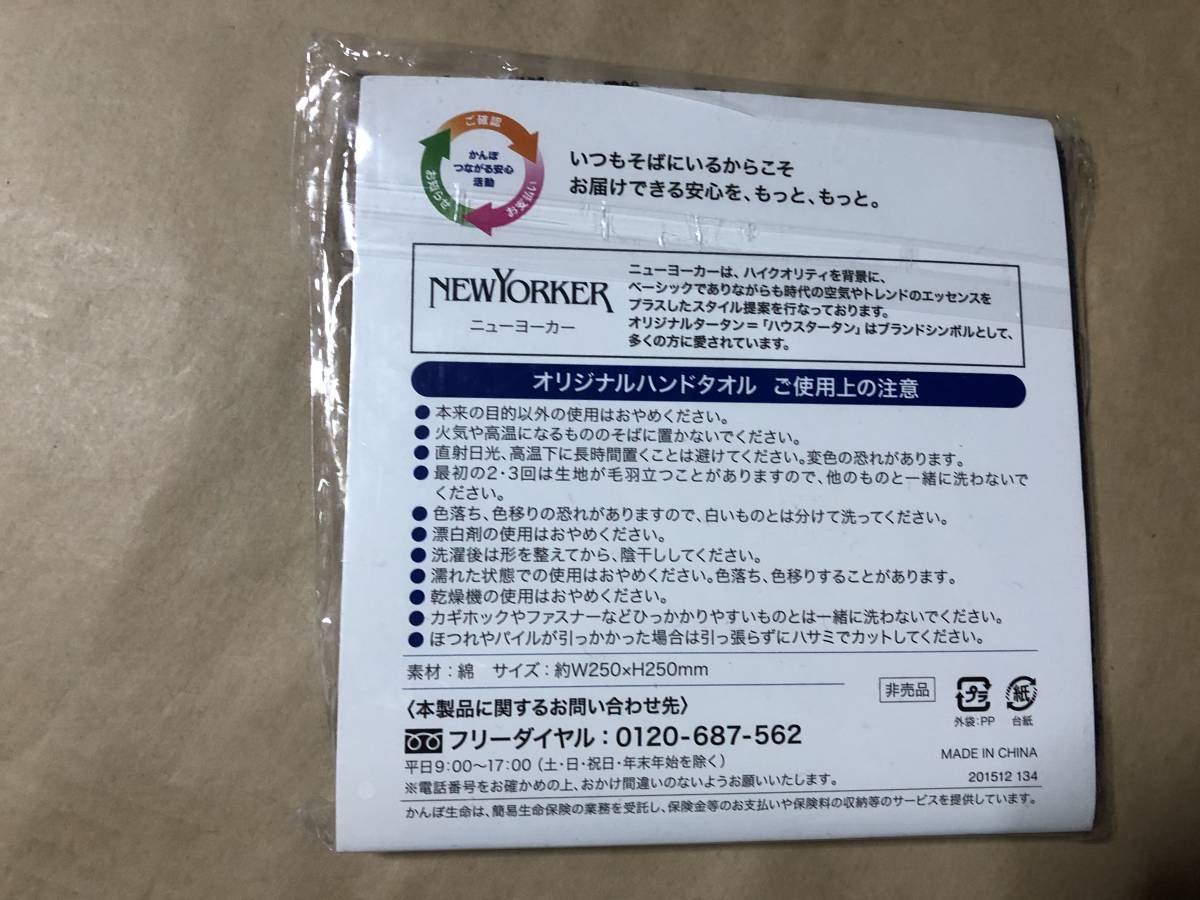 ご確認
かんぽ
つながる安心
活動
お知らせ
お支払い
いつもそばにいるからこそ
お届けできる安心を、もっと、もっと。
NEWYORKER
ニューヨーカー
ニューヨーカーは、ハイクオリティを背景に、
ベーシックでありながらも時代の空気やトレンドのエッセンスを
プラスしたスタイル提案を行なっております。
オリジナルタータン=「ハウスタータン」はブランドシンボルとして、
多くの方に愛されています。
オリジナルハンドタオル ご使用上の注意
●本来の目的以外の使用はおやめください。
●火気や高温になるもののそばに置かないでください。
●直射日光、高温下に長時間置くことは避けてください。変色の恐れがあります。
●最初の2・3回は生地が毛羽立つことがありますので、他のものと一緒に洗わないで
ください。
●色落ち、色移りの恐れがありますので、白いものとは分けて洗ってください。
●漂白剤の使用はおやめください。
●洗濯後は形を整えてから、陰干ししてください。
●濡れた状態での使用はおやめください。色落ち、色移りすることがあります。
●乾燥機の使用はおやめください。
●カギホックやファスナーなどひっかかりやすいものとは一緒に洗わないでください。
●ほつれやパイルが引っかかった場合は引っ張らずにハサミでカットしてください。
素材:綿 サイズ:約W250×H250mm
非売品
プラ
紙
外袋:PP
台紙
〈本製品に関するお問い合わせ先〉
フリーダイヤル:0120-687-562
平日9:00〜17:00(土・日・祝日・年末年始を除く)
※電話番号をお確かめの上、おかけ間違いのないようお願いいたします。
MADE IN CHINA
201512 134
かんぽ生命は、簡易生命保険の業務を受託し、保険金等のお支払いや保険料の収納等のサービスを提供しています。